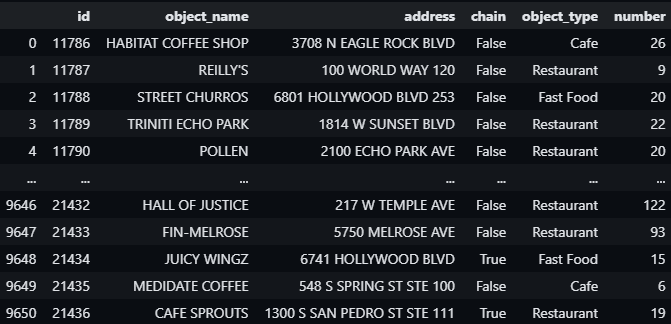 id object_name address chain object_type number
0 11786 HABITAT COFFEE SHOP 3708 N EAGLE ROCK BLVD False Cafe 26
1 11787 REILLY'S 100 WORLD WAY 120 False Restaurant 9
2 11788 STREET CHURROS 6801 HOLLYWOOD BLVD 253 False Fast Food 20
3 11789 TRINITI ECHO PARK 1814 W SUNSET BLVD False Restaurant 22
4 11790 POLLEN 2100 ECHO PARK AVE False Restaurant 20
... ... ... ... ... ... ...
9646 21432 HALL OF JUSTICE 217 W TEMPLE AVE False Restaurant 122
9647 21433 FIN-MELROSE 5750 MELROSE AVE False Restaurant 93
9648 21434 JUICY WINGZ 6741 HOLLYWOOD BLVD True Fast Food 15
9649 21435 MEDIDATE COFFEE 548 S SPRING ST STE 100 False Cafe 6
9650 21436 CAFE SPROUTS 1300 S SAN PEDRO ST STE 111 True Restaurant 19